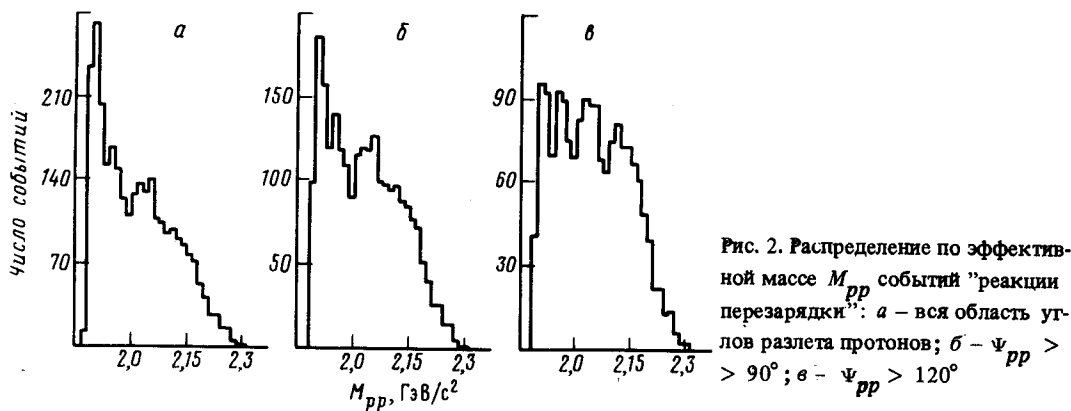 а
б
в
Число событий
210
140
70
2,0
2,15
2,3
150
100
50
2,0
2,15
2,3
90
60
30
2,0
2,15
2,3
M_pp, ГэВ/с²
Рис. 2. Распределение по эффектив-
ной массе M_pp событий "реакции
перезарядки": а – вся область уг-
лов разлета протонов; б – Ψ_pp >
> 90°; в – Ψ_pp > 120°